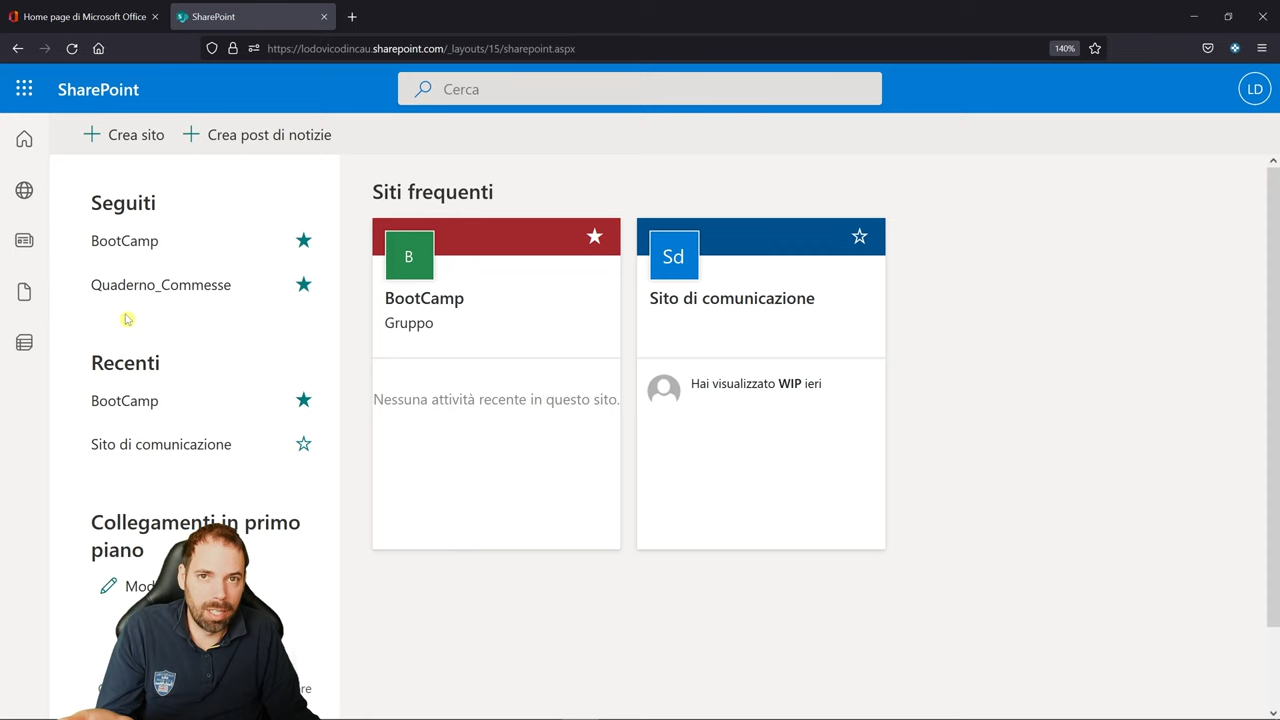 Home page di Microsoft Office
SharePoint
https://lodovicodincau.sharepoint.com/_layouts/15/sharepoint.aspx
140%
SharePoint
Cerca
LD
Crea sito
Crea post di notizie
Seguiti
BootCamp
Quaderno_Commesse
Recenti
BootCamp
Sito di comunicazione
Collegamenti in primo
piano
Siti frequenti
B
BootCamp
Gruppo
Nessuna attività recente in questo sito.
Sd
Sito di comunicazione
Hai visualizzato WIP ieri